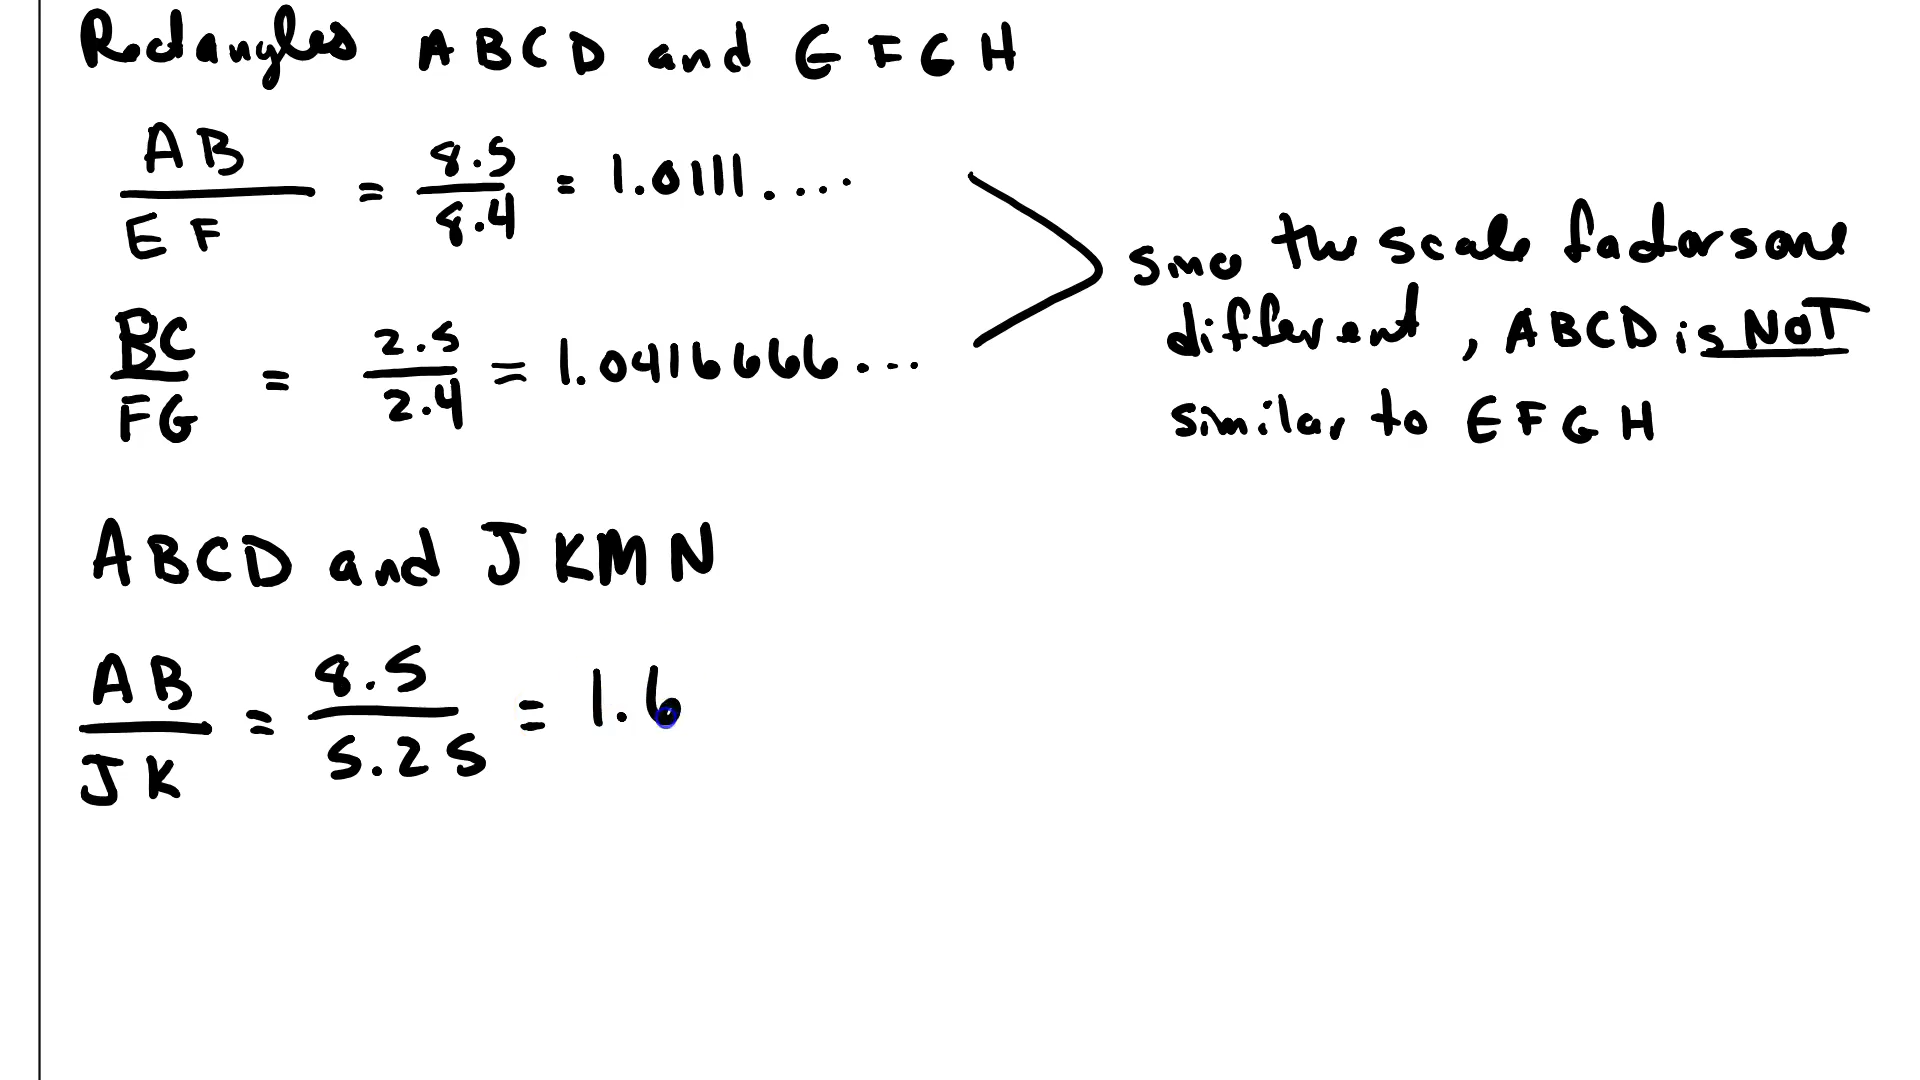 Rectangles ABCD and EFGH
AB/EF = 8.5/8.4 = 1.0111....
BC/FG = 2.5/2.4 = 1.0416666...
since the scale factors are
different, ABCD is NOT
similar to EFGH
ABCD and JKMN
AB/JK = 8.5/5.25 = 1.6